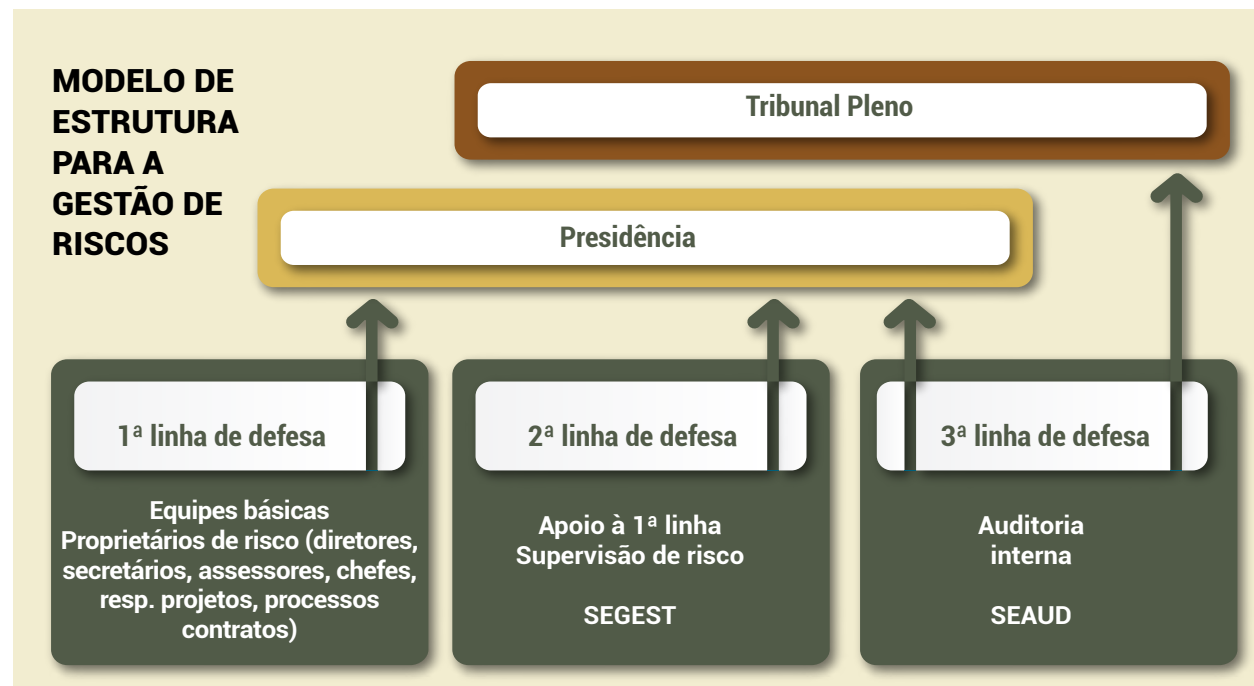 MODELO DE
ESTRUTURA
PARA A
GESTÃO DE
RISCOS
Tribunal Pleno
Presidência
1ª linha de defesa
Equipes básicas
Proprietários de risco (diretores,
secretários, assessores, chefes,
resp. projetos, processos
contratos)
2ª linha de defesa
Apoio à 1ª linha
Supervisão de risco
SEGEST
3ª linha de defesa
Auditoria
interna
SEAUD